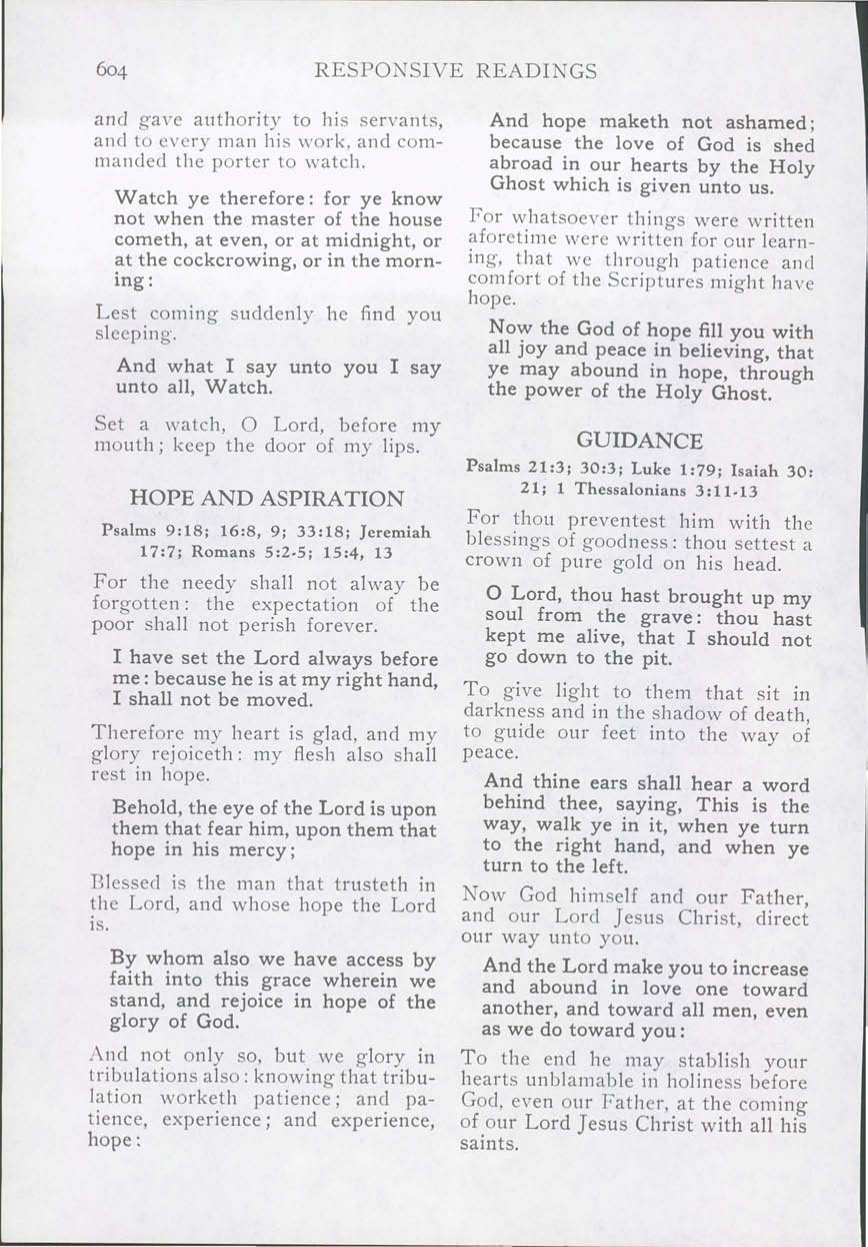 604
RESPONSIVE READINGS
and gave authority to his servants,
and to every man his work, and com-
manded the porter to watch.
Watch ye therefore: for ye know
not when the master of the house
cometh, at even, or at midnight, or
at the cockcrowing, or in the morn-
ing:
Lest coming suddenly he find you
sleeping.
And what I say unto you I say
unto all, Watch.
Set a watch, O Lord, before my
mouth; keep the door of my lips.
HOPE AND ASPIRATION
Psalms 9:18; 16:8, 9; 33:18; Jeremiah
17:7; Romans 5:2-5; 15:4, 13
For the needy shall not alway be
forgotten: the expectation of the
poor shall not perish forever.
I have set the Lord always before
me: because he is at my right hand,
I shall not be moved.
Therefore my heart is glad, and my
glory rejoiceth: my flesh also shall
rest in hope.
Behold, the eye of the Lord is upon
them that fear him, upon them that
hope in his mercy;
Blessed is the man that trusteth in
the Lord, and whose hope the Lord
is.
By whom also we have access by
faith into this grace wherein we
stand, and rejoice in hope of the
glory of God.
And not only so, but we glory in
tribulations also: knowing that tribu-
lation worketh patience; and pa-
tience, experience; and experience,
hope:
And hope maketh not ashamed;
because the love of God is shed
abroad in our hearts by the Holy
Ghost which is given unto us.
For whatsoever things were written
aforetime were written for our learn-
ing, that we through patience and
comfort of the Scriptures might have
hope.
Now the God of hope fill you with
all joy and peace in believing, that
ye may abound in hope, through
the power of the Holy Ghost.
GUIDANCE
Psalms 21:3; 30:3; Luke 1:79; Isaiah 30:
21; 1 Thessalonians 3:11-13
For thou preventest him with the
blessings of goodness: thou settest a
crown of pure gold on his head.
O Lord, thou hast brought up my
soul from the grave: thou hast
kept me alive, that I should not
go down to the pit.
To give light to them that sit in
darkness and in the shadow of death,
to guide our feet into the way of
peace.
And thine ears shall hear a word
behind thee, saying, This is the
way, walk ye in it, when ye turn
to the right hand, and when ye
turn to the left.
Now God himself and our Father,
and our Lord Jesus Christ, direct
our way unto you.
And the Lord make you to increase
and abound in love one toward
another, and toward all men, even
as we do toward you:
To the end he may stablish your
hearts unblamable in holiness before
God, even our Father, at the coming
of our Lord Jesus Christ with all his
saints.